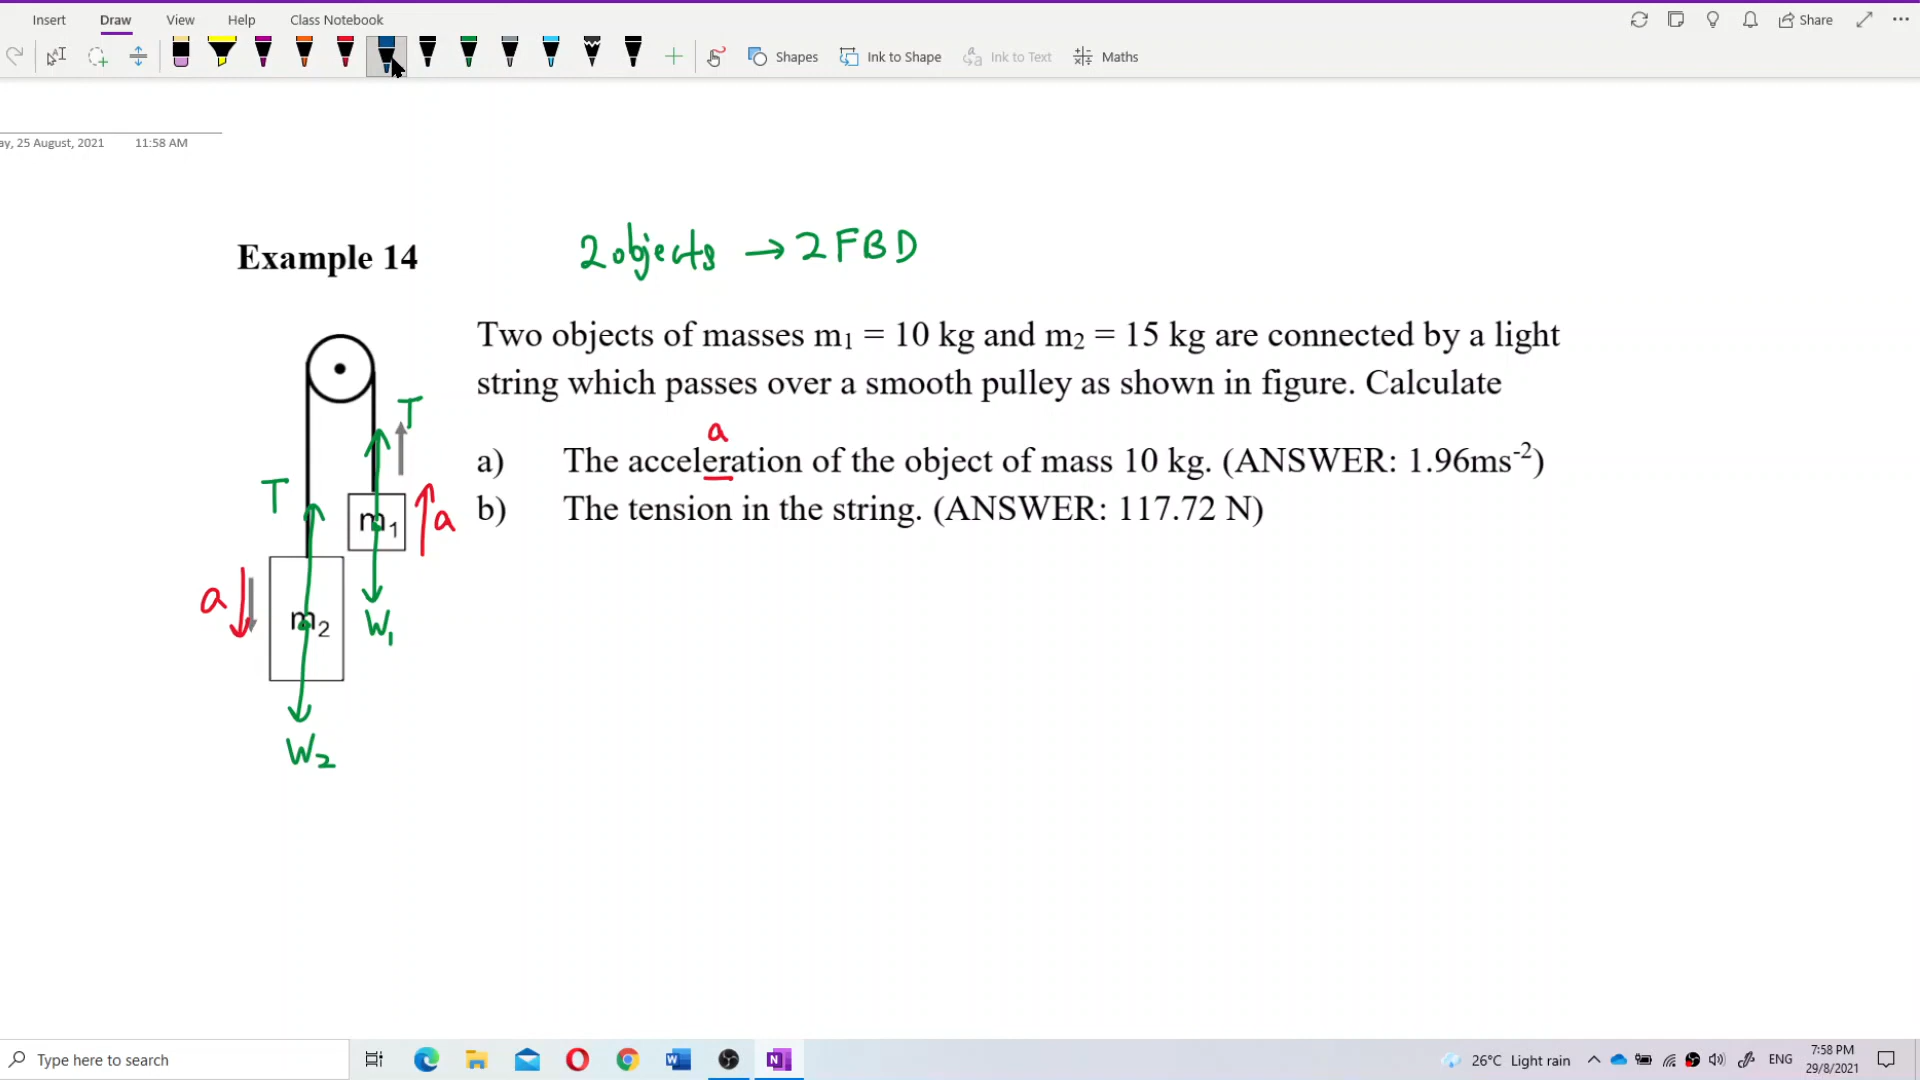 Insert Draw View Help Class Notebook Share
Shapes Ink to Shape Ink to Text Maths
ay, 25 August, 2021 11:58 AM
2 objects → 2 FBD
Example 14
Two objects of masses m₁ = 10 kg and m₂ = 15 kg are connected by a light
string which passes over a smooth pulley as shown in figure. Calculate
a
a) The acceleration of the object of mass 10 kg. (ANSWER: 1.96ms⁻²)
b) The tension in the string. (ANSWER: 117.72 N)
T
T
m₁
a
a
m₂
W₁
W₂
Type here to search
26°C Light rain
ENG
7:58 PM
29/8/2021